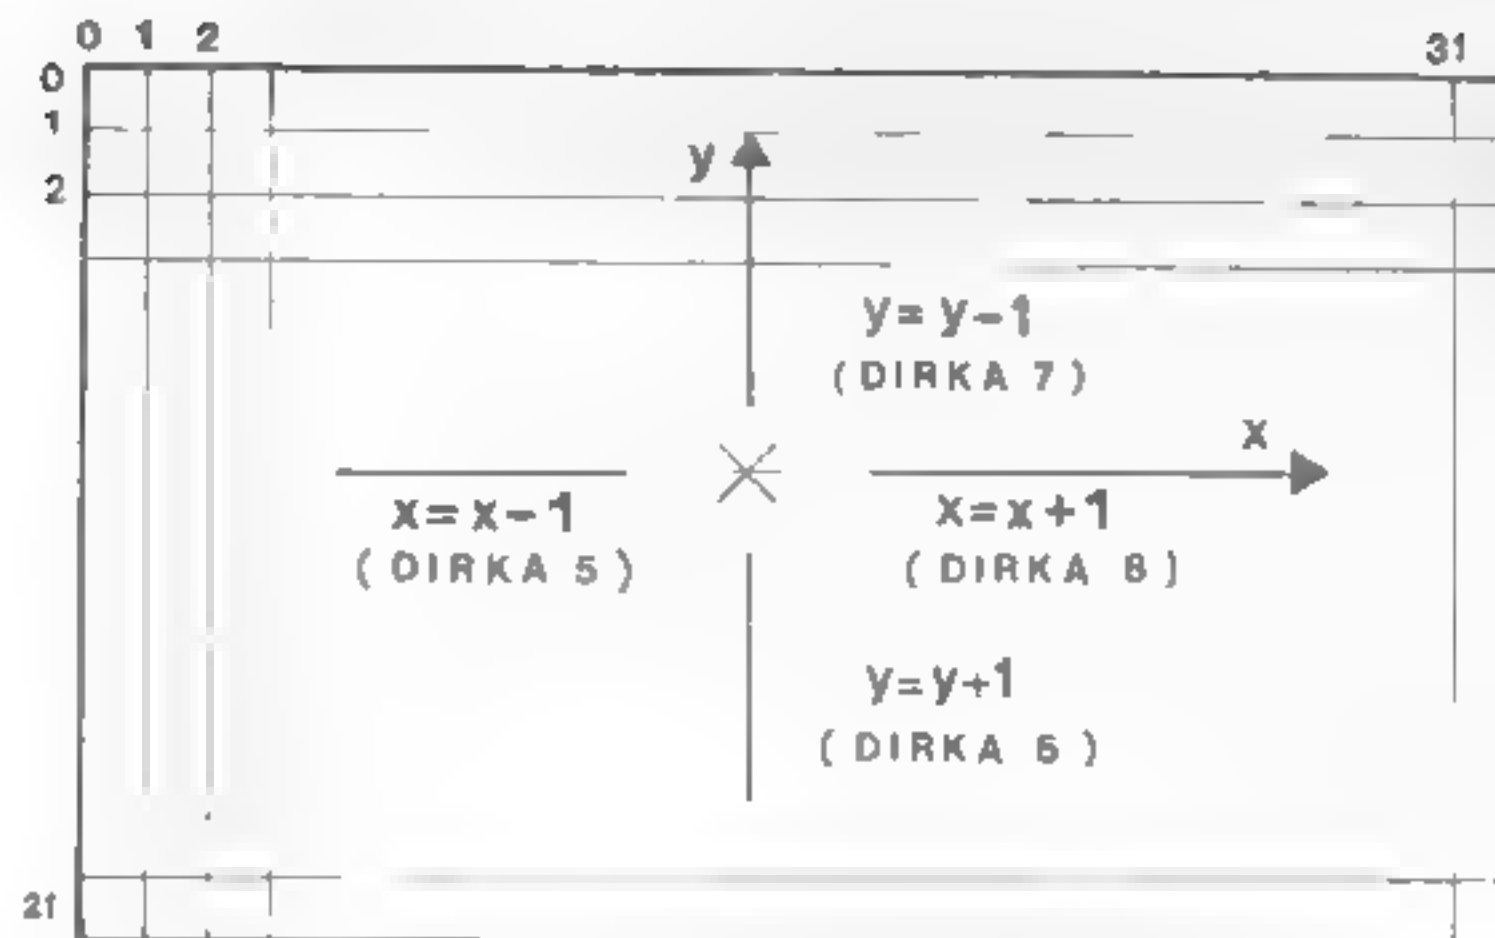 0 1 2 31
0
1
2
y
y=y-1
(DIRKA 7)
x
x=x-1 x=x+1
(DIRKA 5) (DIRKA 8)
y=y+1
(DIRKA 6)
21